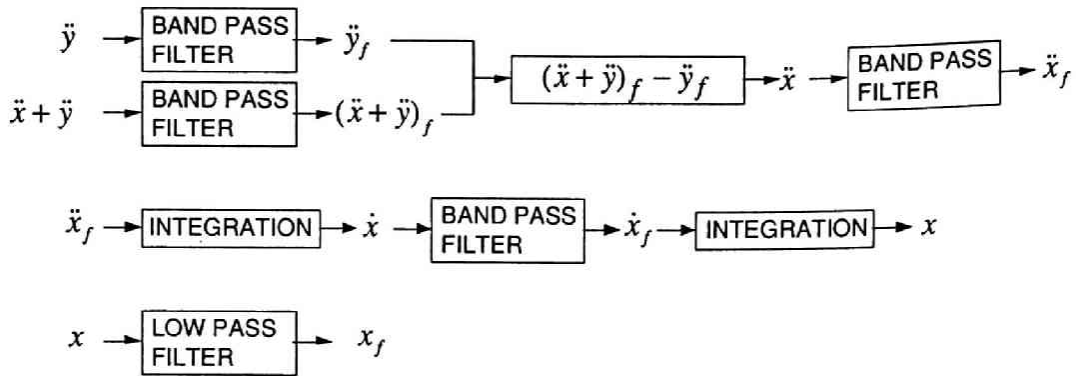 ÿ BAND PASS FILTER ÿ_f
ẍ + ÿ BAND PASS FILTER (ẍ + ÿ)_f
(ẍ + ÿ)_f − ÿ_f ẍ BAND PASS FILTER ẍ_f
ẍ_f INTEGRATION ẋ BAND PASS FILTER ẋ_f INTEGRATION x
x LOW PASS FILTER x_f